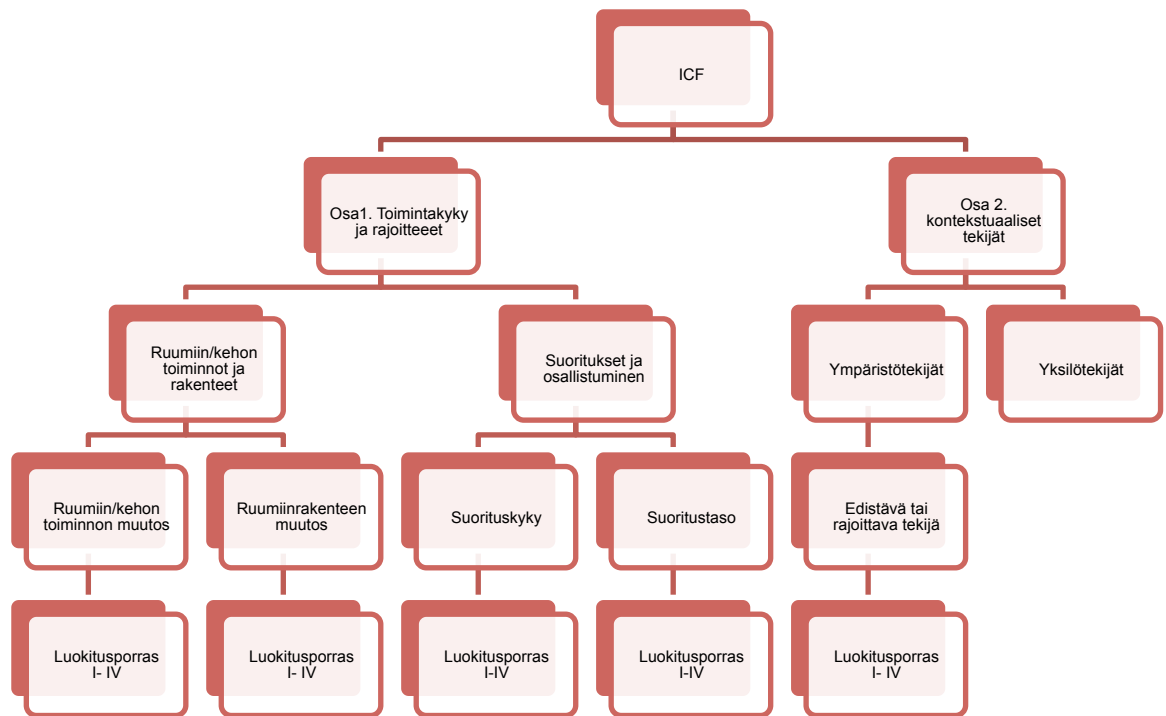 ICF
Osa1. Toimintakyky
ja rajoitteeet
Osa 2.
kontekstuaaliset
tekijät
Ruumiin/kehon
toiminnot ja
rakenteet
Suoritukset ja
osallistuminen
Ympäristötekijät
Yksilötekijät
Ruumiin/kehon
toiminnon muutos
Ruumiinrakenteen
muutos
Suorituskyky
Suoritustaso
Edistävä tai
rajoittava tekijä
Luokitusporras
I- IV
Luokitusporras
I- IV
Luokitusporras
I-IV
Luokitusporras
I-IV
Luokitusporras
I- IV